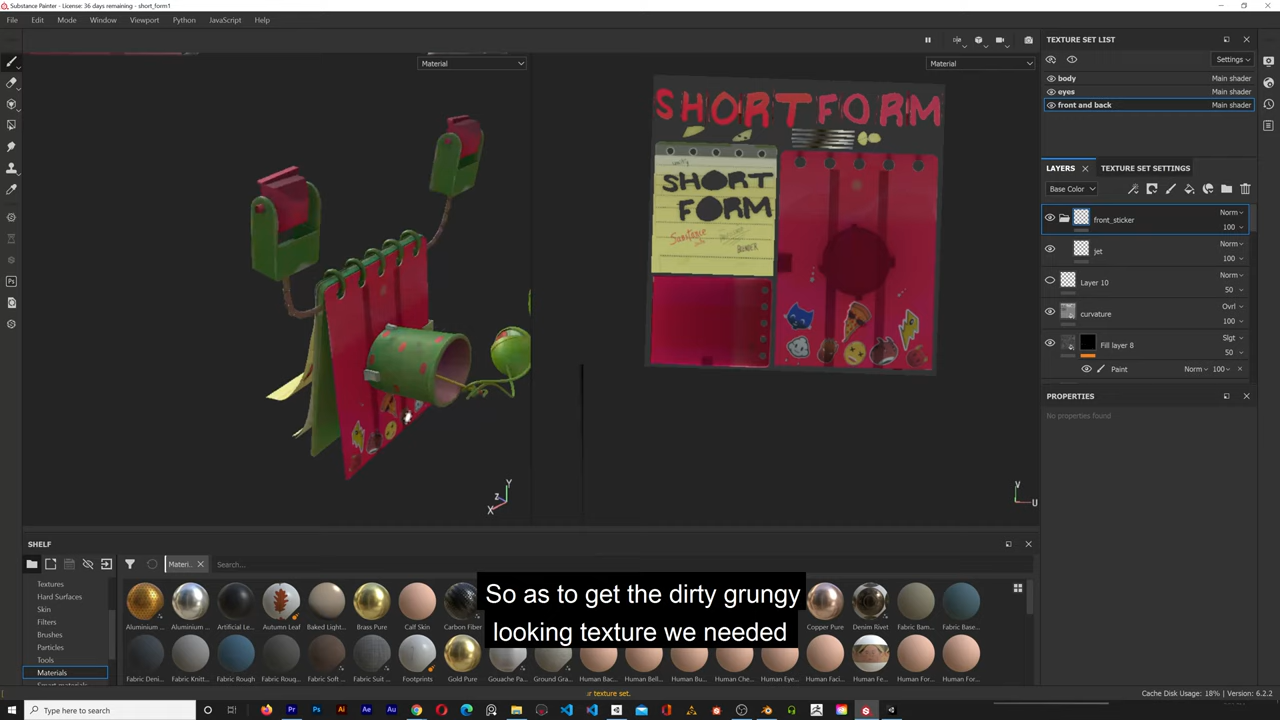 Substance Painter - License: 36 days remaining - short_form1
File Edit Mode Window Viewport Python JavaScript Help
Material
Material
SHORTFORM
SHORT
FORM
Substance
BLENDER
Y
Z
X
V
U
TEXTURE SET LIST
Settings
body Main shader
eyes Main shader
front and back Main shader
LAYERS TEXTURE SET SETTINGS
Base Color
front_sticker Norm 100
jet Norm 100
Layer 10 Norm 50
curvature Ovrl 100
Fill layer 8 Slgt 50
Paint Norm 100
PROPERTIES
No properties found
SHELF
Materi...
Search...
Textures
Hard Surfaces
Skin
Filters
Brushes
Particles
Tools
Materials
Aluminium ... Aluminium ... Artificial Lea... Autumn Leaf Baked Light... Brass Pure Calf Skin Carbon Fiber Copper Pure Denim Rivet Fabric Bam... Fabric Base...
Fabric Deni... Fabric Knitt... Fabric Rough Fabric Roug... Fabric Soft ... Fabric Suit ... Footprints Gold Pure Gouache Pa... Ground Gra... Human Bac... Human Bell... Human Bu... Human Che... Human Eye... Human Faci... Human Fe... Human For... Human For...
So as to get the dirty grungy
looking texture we needed
texture set.
Cache Disk Usage: 18% | Version: 6.2.2
Type here to search